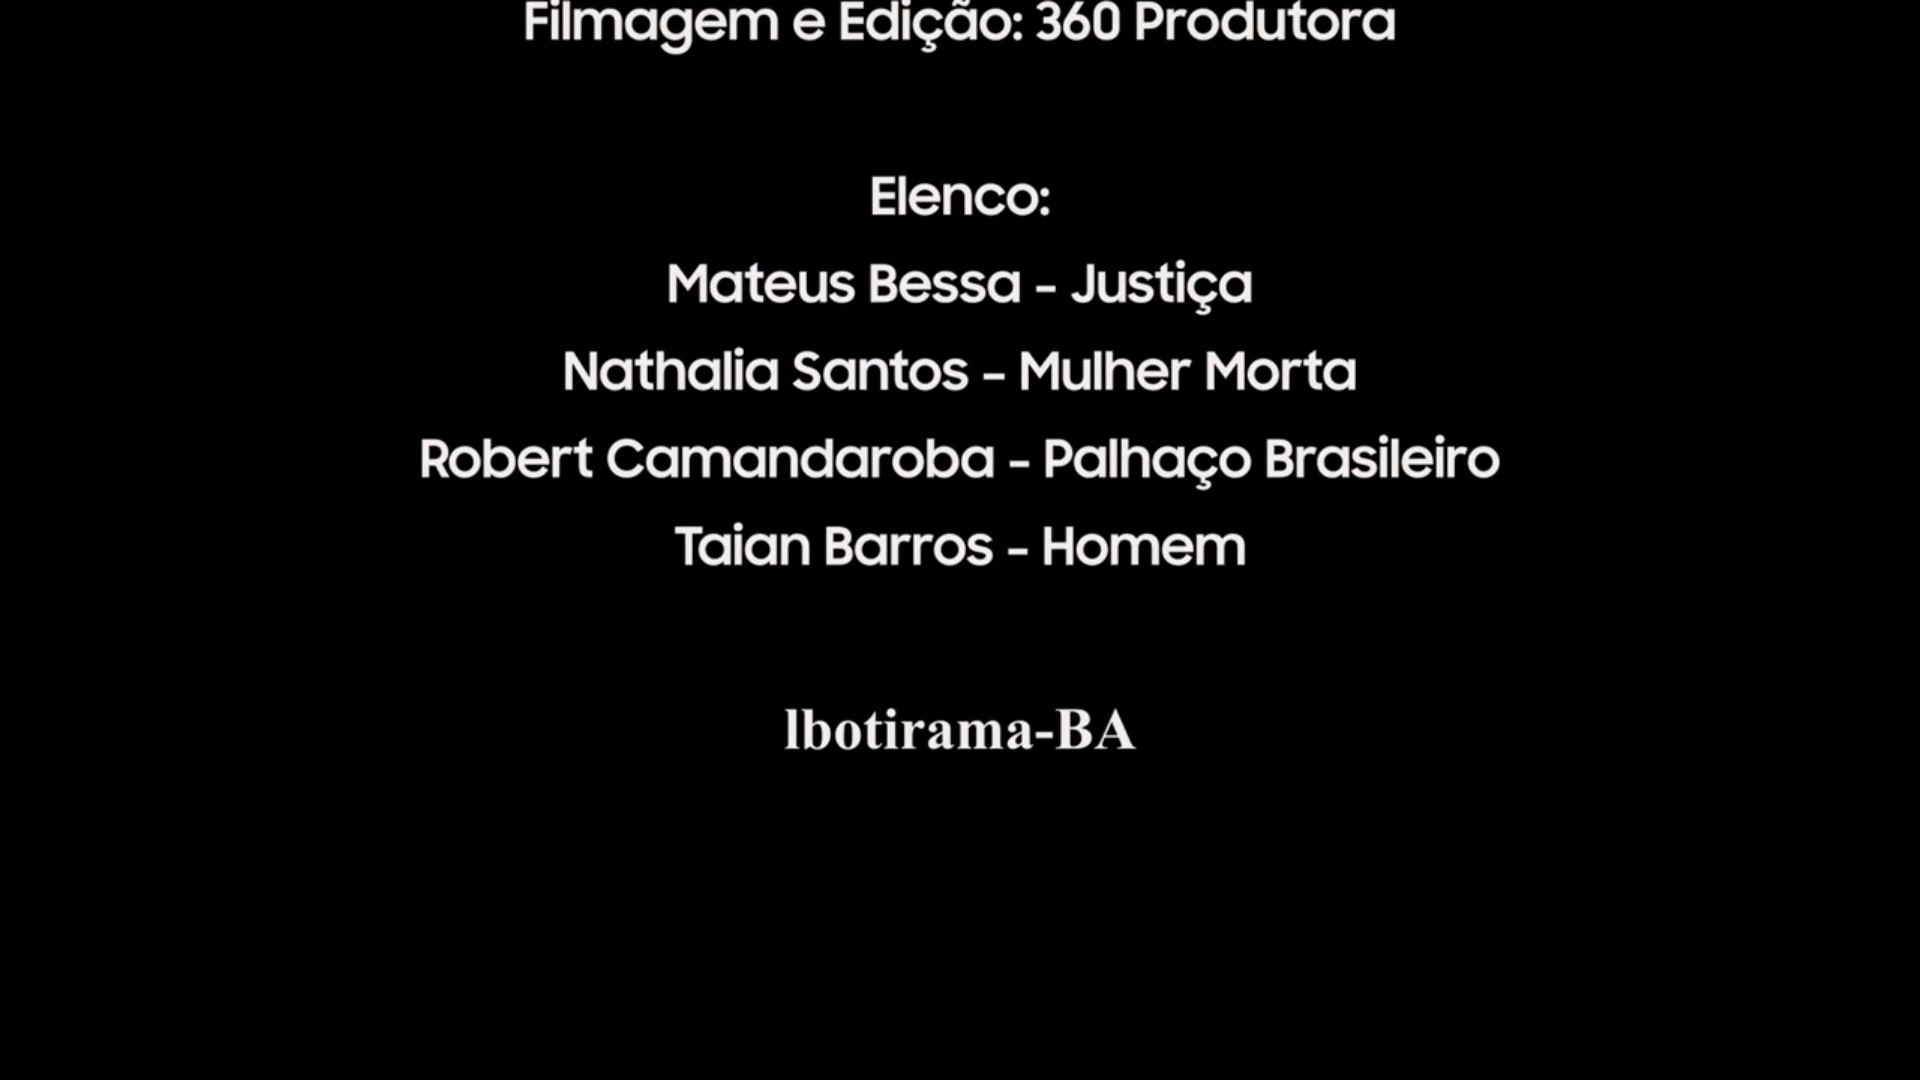 Filmagem e Edição: 360 Produtora
Elenco:
Mateus Bessa - Justiça
Nathalia Santos - Mulher Morta
Robert Camandaroba - Palhaço Brasileiro
Taian Barros - Homem
lbotirama-BA